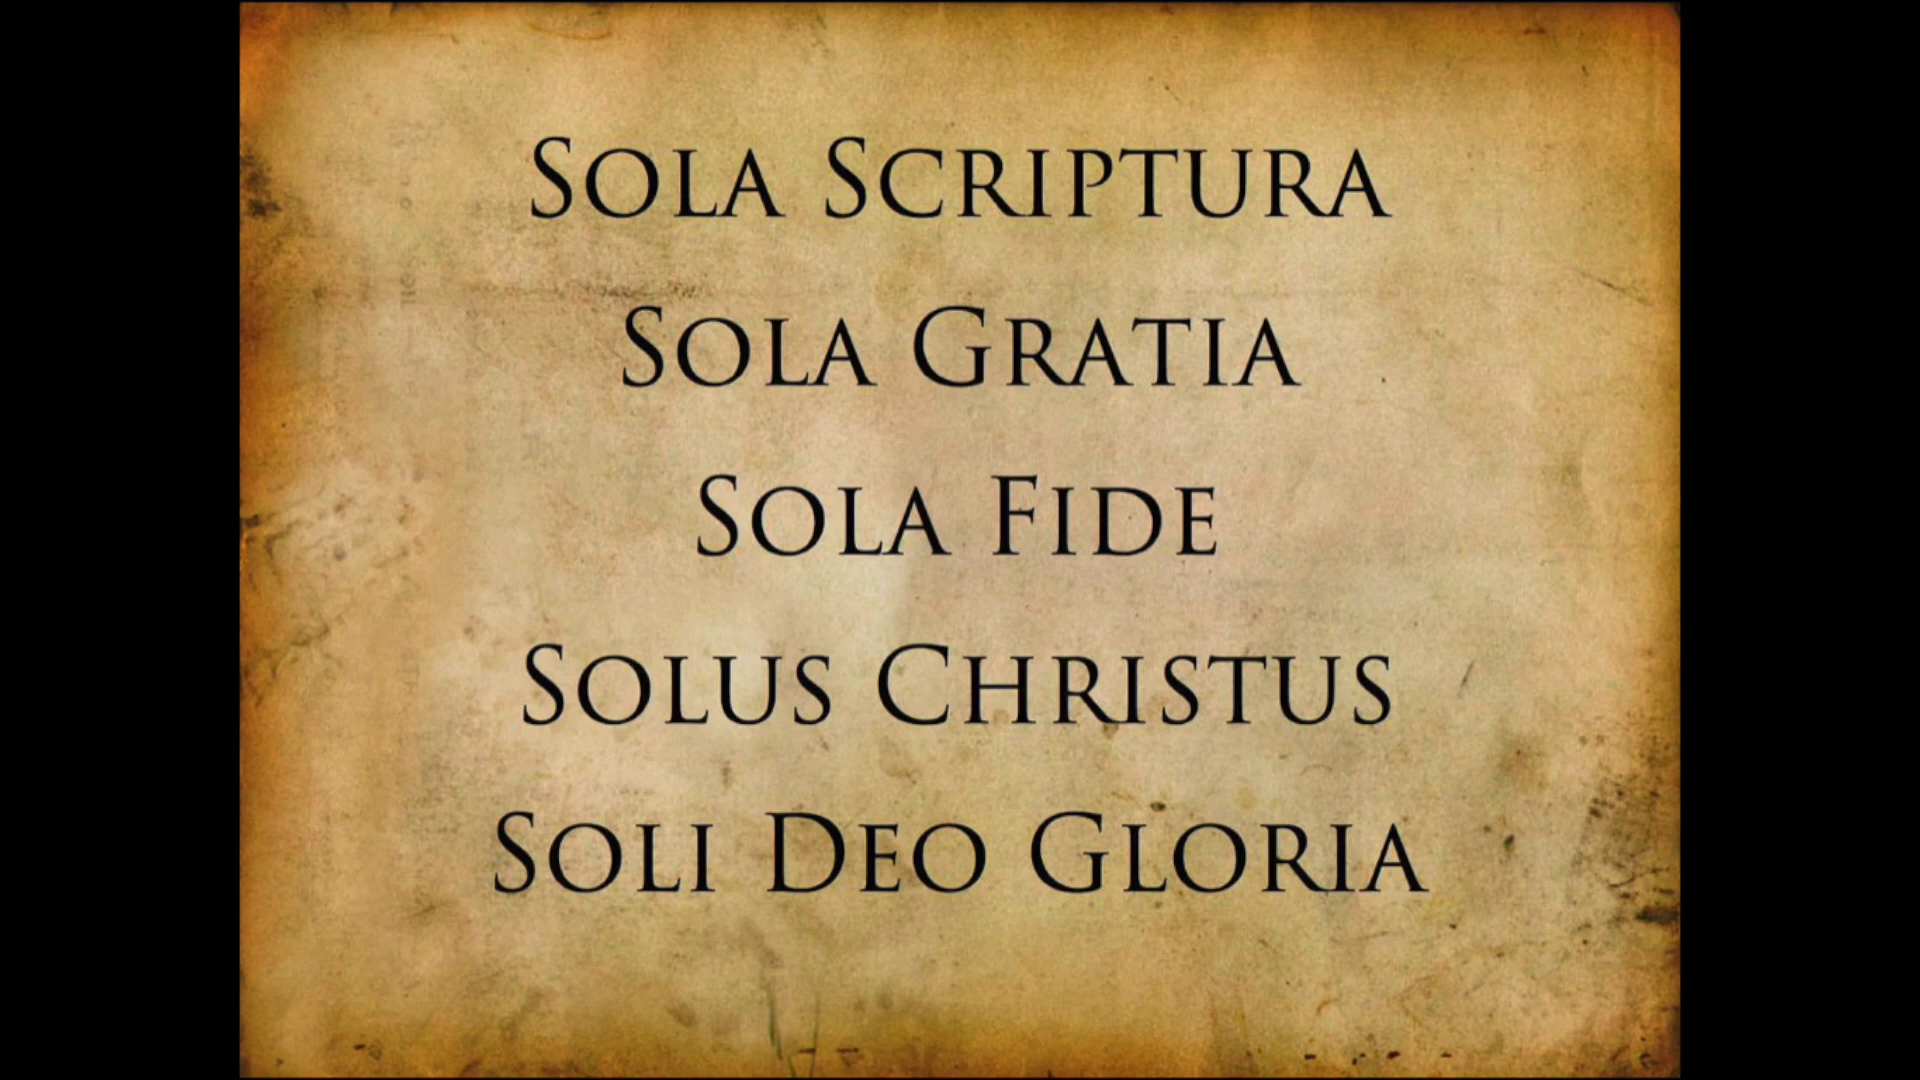 Sola Scriptura
Sola Gratia
Sola Fide
Solus Christus
Soli Deo Gloria